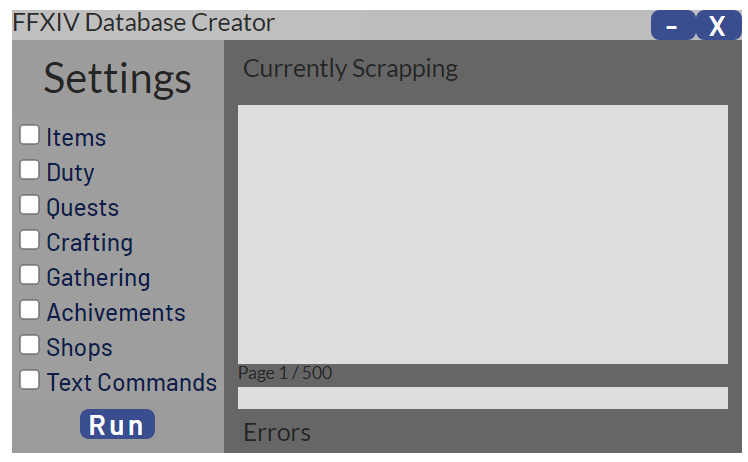 FFXIV Database Creator
– X
Settings
Items
Duty
Quests
Crafting
Gathering
Achivements
Shops
Text Commands
Run
Currently Scrapping
Page 1 / 500
Errors